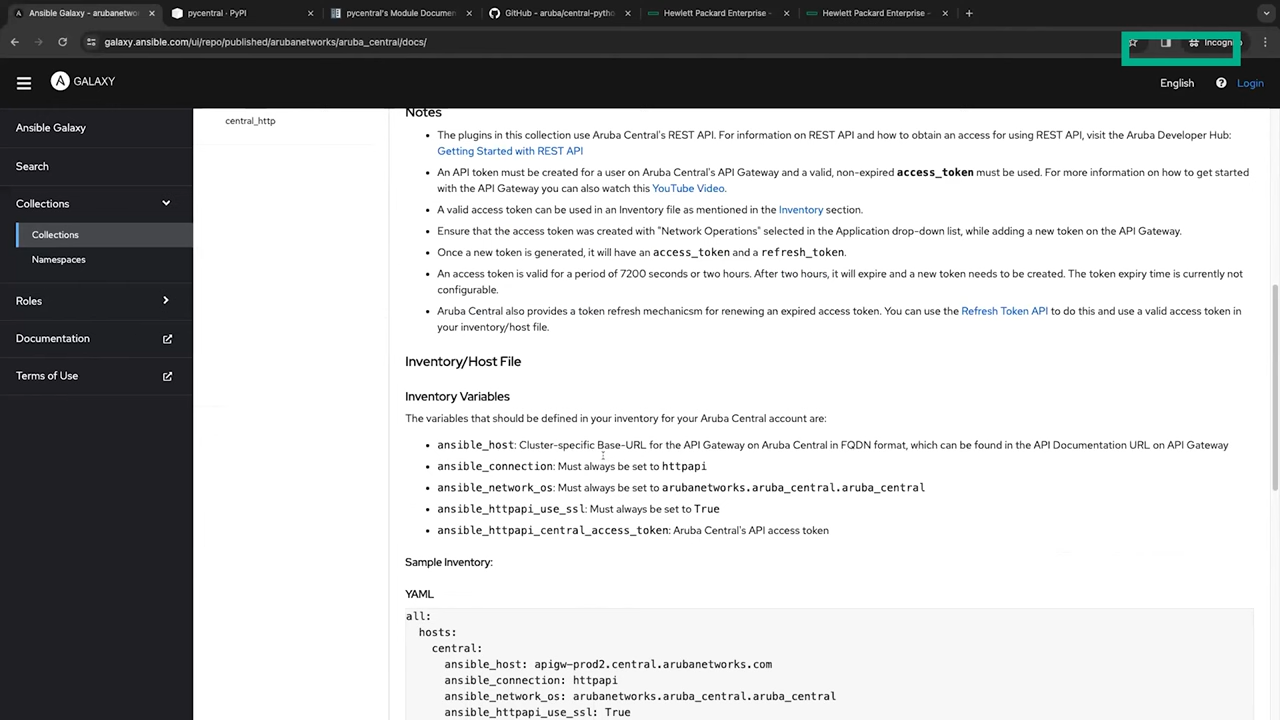 Ansible Galaxy - arubanetwor
pycentral · PyPI
pycentral's Module Documen
GitHub - aruba/central-pytho
Hewlett Packard Enterprise -
Hewlett Packard Enterprise -
galaxy.ansible.com/ui/repo/published/arubanetworks/aruba_central/docs/
GALAXY
English
Login
Ansible Galaxy
Search
Collections
Collections
Namespaces
Roles
Documentation
Terms of Use
central_http
Notes
The plugins in this collection use Aruba Central's REST API. For information on REST API and how to obtain an access for using REST API, visit the Aruba Developer Hub:
Getting Started with REST API
An API token must be created for a user on Aruba Central's API Gateway and a valid, non-expired access_token must be used. For more information on how to get started
with the API Gateway you can also watch this YouTube Video.
A valid access token can be used in an Inventory file as mentioned in the Inventory section.
Ensure that the access token was created with "Network Operations" selected in the Application drop-down list, while adding a new token on the API Gateway.
Once a new token is generated, it will have an access_token and a refresh_token.
An access token is valid for a period of 7200 seconds or two hours. After two hours, it will expire and a new token needs to be created. The token expiry time is currently not
configurable.
Aruba Central also provides a token refresh mechanicsm for renewing an expired access token. You can use the Refresh Token API to do this and use a valid access token in
your inventory/host file.
Inventory/Host File
Inventory Variables
The variables that should be defined in your inventory for your Aruba Central account are:
ansible_host: Cluster-specific Base-URL for the API Gateway on Aruba Central in FQDN format, which can be found in the API Documentation URL on API Gateway
ansible_connection: Must always be set to httpapi
ansible_network_os: Must always be set to arubanetworks.aruba_central.aruba_central
ansible_httpapi_use_ssl: Must always be set to True
ansible_httpapi_central_access_token: Aruba Central's API access token
Sample Inventory:
YAML
all:
hosts:
central:
ansible_host: apigw-prod2.central.arubanetworks.com
ansible_connection: httpapi
ansible_network_os: arubanetworks.aruba_central.aruba_central
ansible_httpapi_use_ssl: True